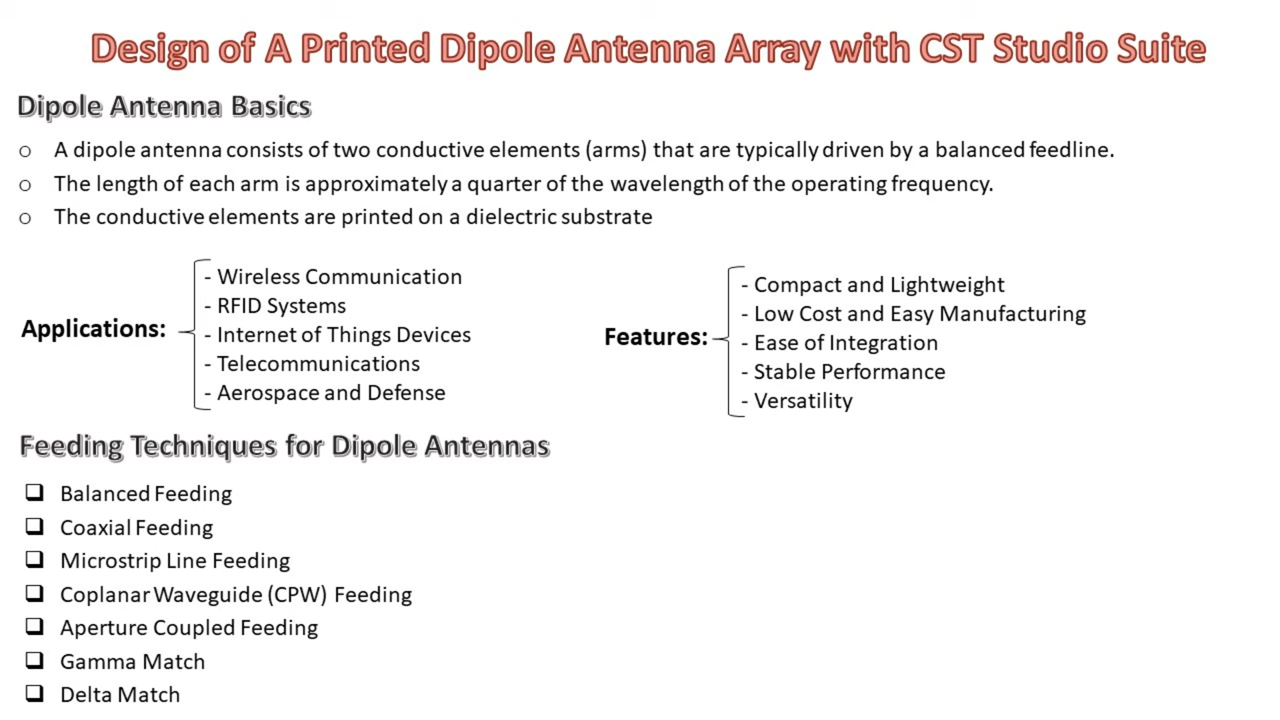 Design of A Printed Dipole Antenna Array with CST Studio Suite
Dipole Antenna Basics
o A dipole antenna consists of two conductive elements (arms) that are typically driven by a balanced feedline.
o The length of each arm is approximately a quarter of the wavelength of the operating frequency.
o The conductive elements are printed on a dielectric substrate
Applications:
- Wireless Communication
- RFID Systems
- Internet of Things Devices
- Telecommunications
- Aerospace and Defense
Features:
- Compact and Lightweight
- Low Cost and Easy Manufacturing
- Ease of Integration
- Stable Performance
- Versatility
Feeding Techniques for Dipole Antennas
❑ Balanced Feeding
❑ Coaxial Feeding
❑ Microstrip Line Feeding
❑ Coplanar Waveguide (CPW) Feeding
❑ Aperture Coupled Feeding
❑ Gamma Match
❑ Delta Match